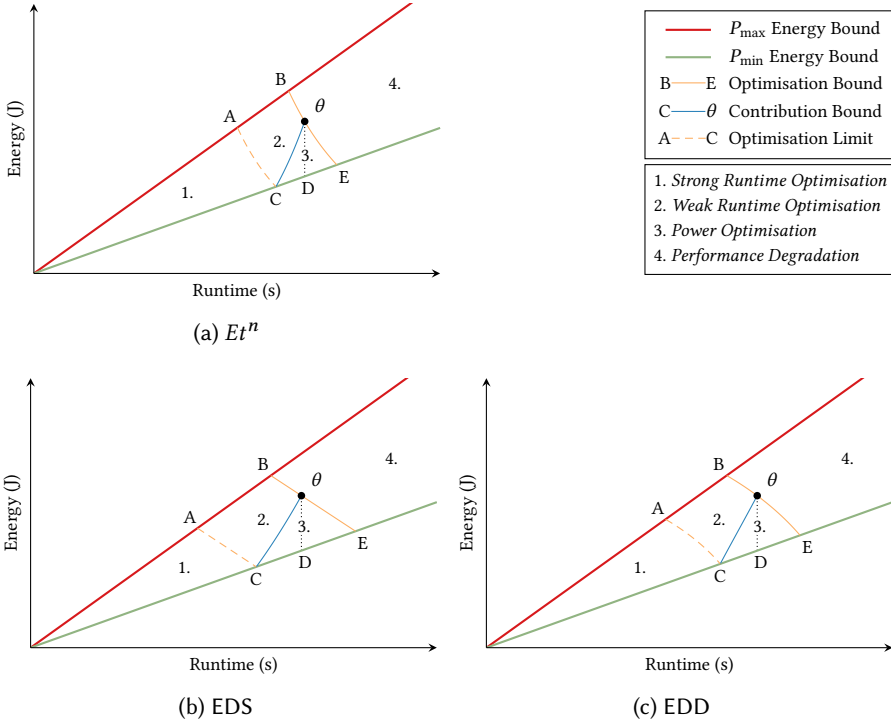 P_max Energy Bound
P_min Energy Bound
B E Optimisation Bound
C θ Contribution Bound
A C Optimisation Limit
1. Strong Runtime Optimisation
2. Weak Runtime Optimisation
3. Power Optimisation
4. Performance Degradation
Energy (J)
B
θ
4.
A
2.
3.
1.
C
D
E
Runtime (s)
(a) Etⁿ
Energy (J)
B
θ
4.
A
2.
3.
1.
C
D
E
Runtime (s)
(b) EDS
Energy (J)
B
θ
4.
A
2.
3.
1.
C
D
E
Runtime (s)
(c) EDD